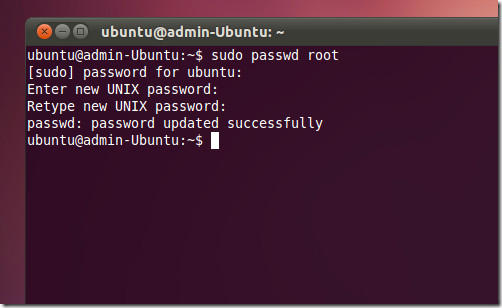 ubuntu@admin-Ubuntu: ~
ubuntu@admin-Ubuntu:~$ sudo passwd root
[sudo] password for ubuntu:
Enter new UNIX password:
Retype new UNIX password:
passwd: password updated successfully
ubuntu@admin-Ubuntu:~$